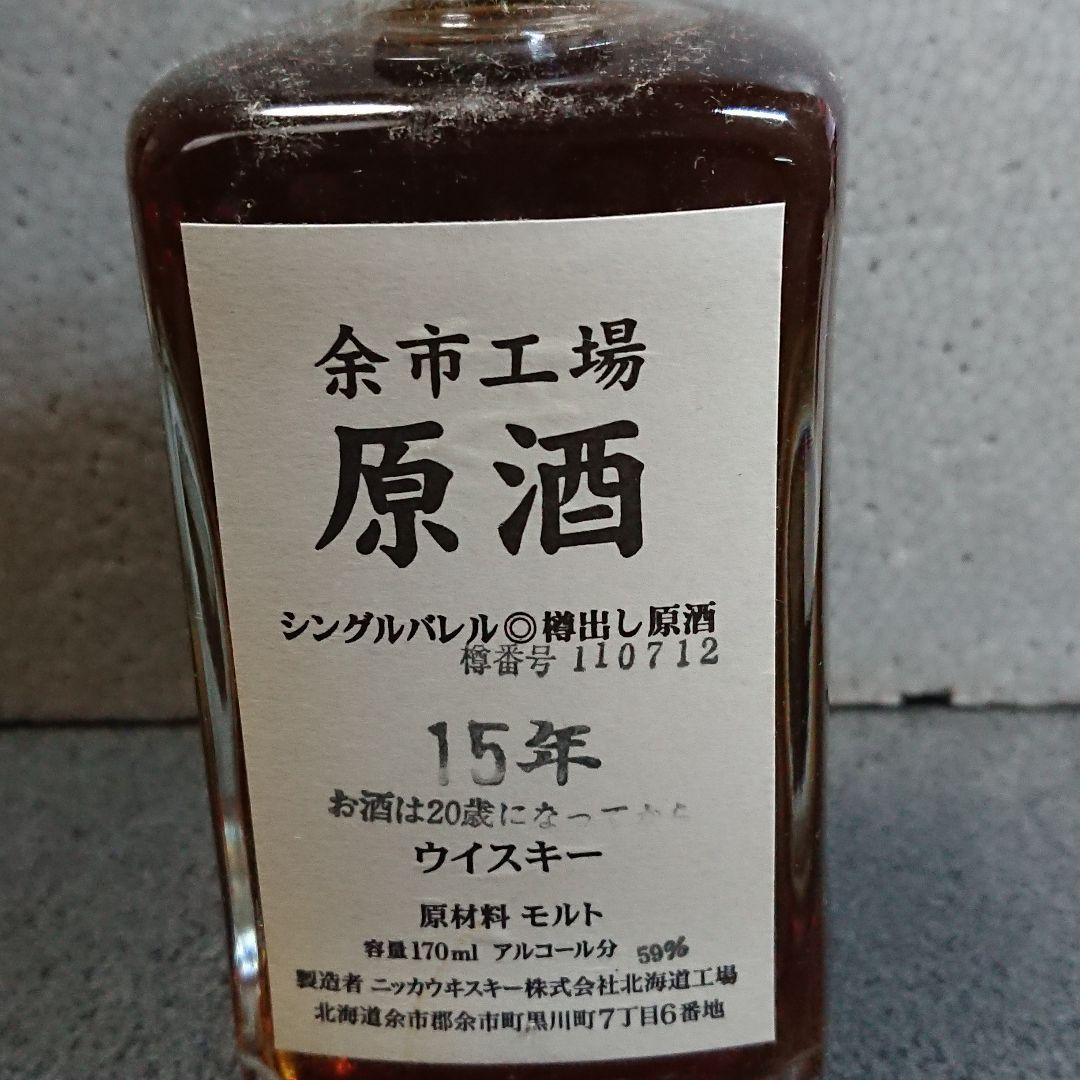 余市工場
原酒
シングルバレル◎樽出し原酒
樽番号 110712
15年
お酒は20歳になってから
ウイスキー
原材料 モルト
容量170ml アルコール分 59%
製造者 ニッカウヰスキー株式会社北海道工場
北海道余市郡余市町黒川町7丁目6番地